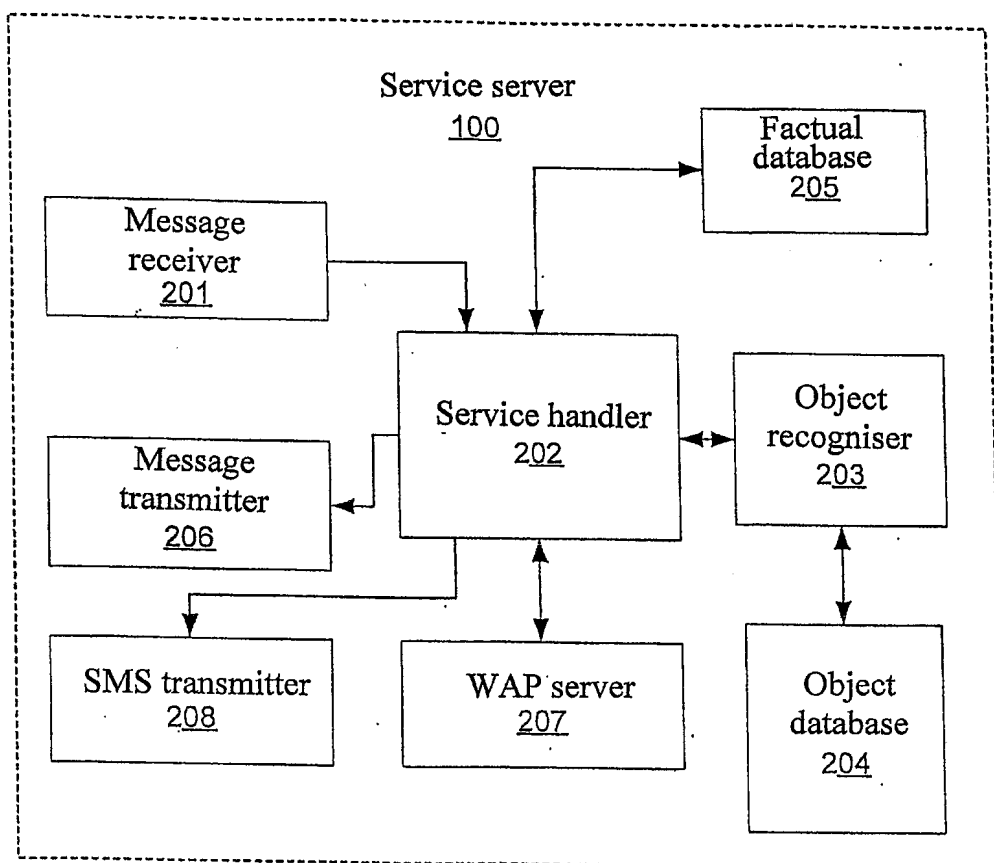 Service server
100
Factual
database
205
Message
receiver
201
Service handler
202
Object
recogniser
203
Message
transmitter
206
SMS transmitter
208
WAP server
207
Object
database
204